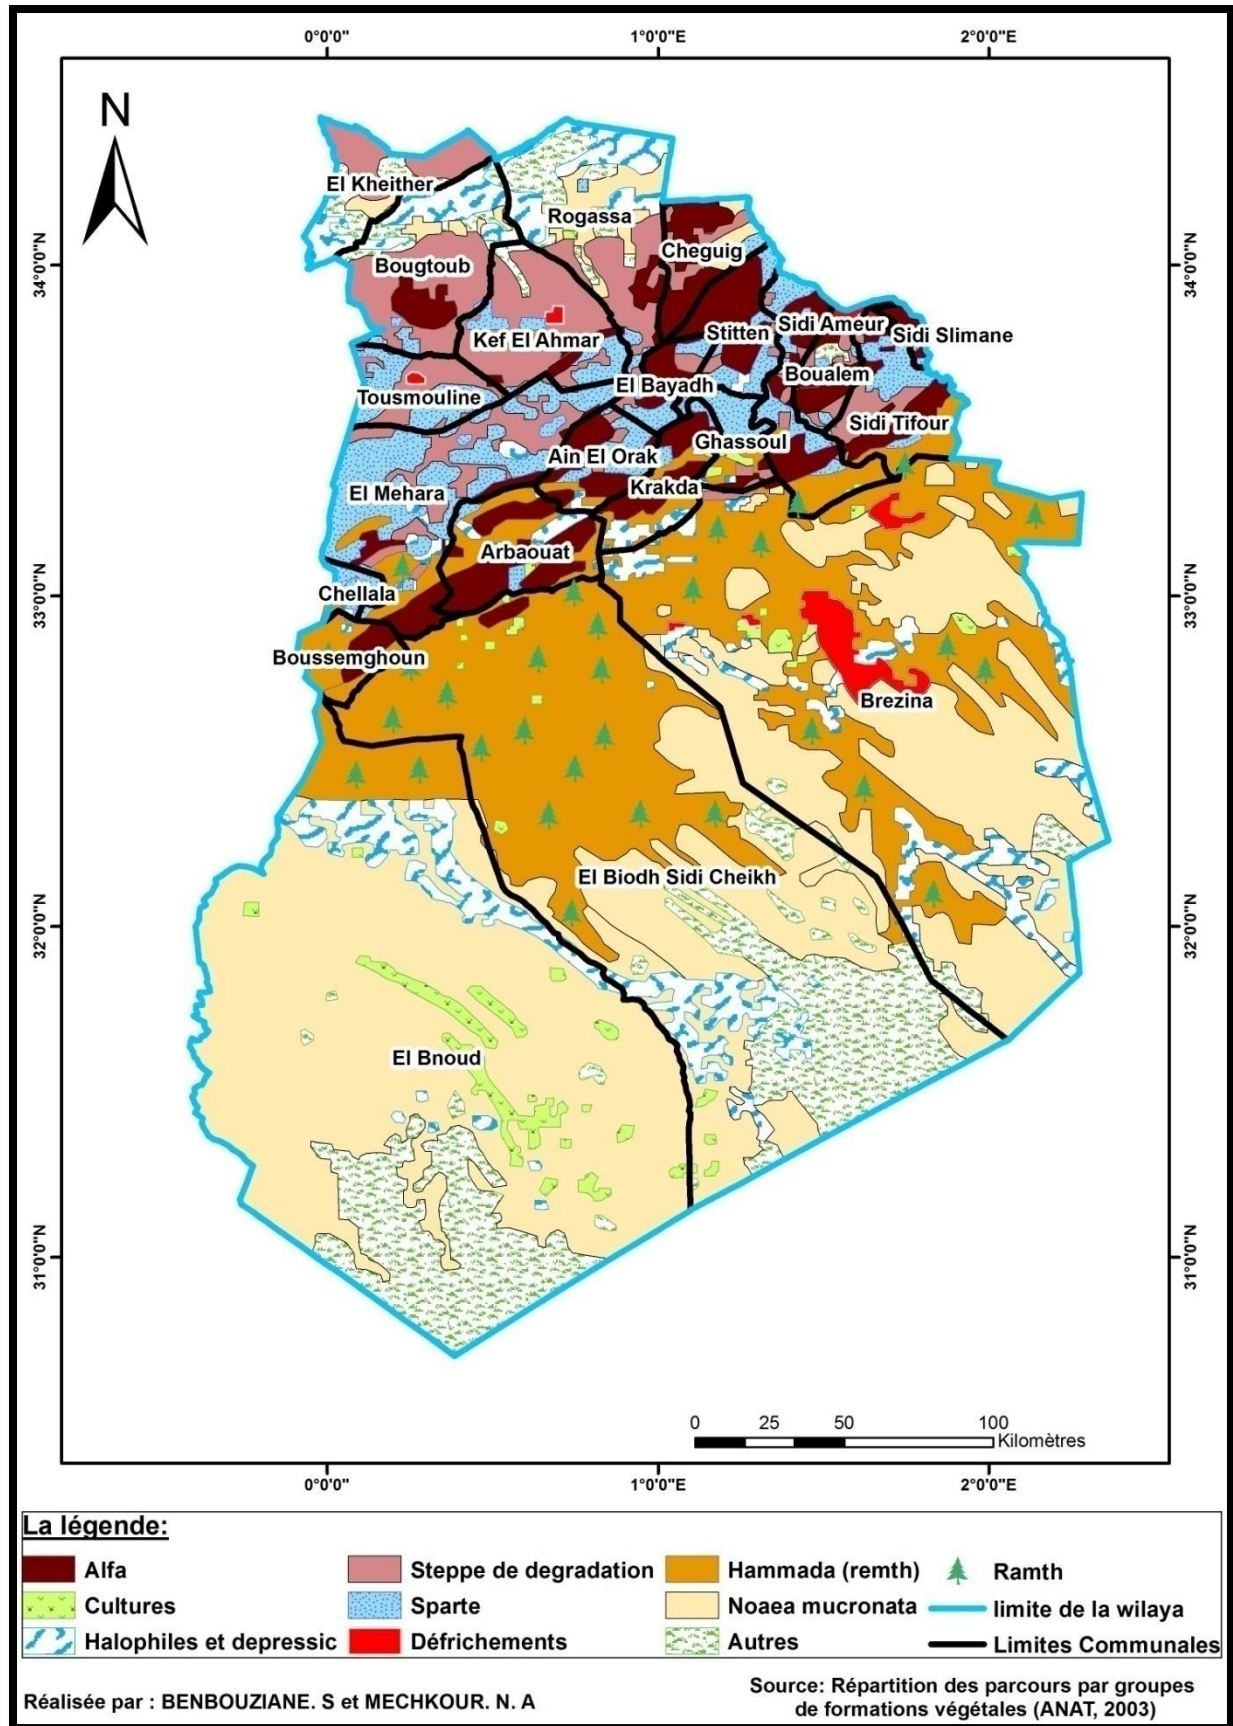 0°0'0" 1°0'0"E 2°0'0"E
N
34°0'0"N 34°0'0"N
33°0'0"N 33°0'0"N
32°0'0"N 32°0'0"N
31°0'0"N 31°0'0"N
El Kheither
Rogassa
Cheguig
Bougtoub
Kef El Ahmar
Stitten
Sidi Ameur
Sidi Slimane
Boualem
El Bayadh
Tousmouline
Sidi Tifour
Ghassoul
Ain El Orak
Krakda
El Mehara
Arbaouat
Chellala
Boussemghoun
Brezina
El Biodh Sidi Cheikh
El Bnoud
0 25 50 100
Kilomètres
0°0'0" 1°0'0"E 2°0'0"E
La légende:
Alfa Steppe de degradation Hammada (remth) Ramth
Cultures Sparte Noaea mucronata limite de la wilaya
Halophiles et depressic Défrichements Autres Limites Communales
Réalisée par : BENBOUZIANE. S et MECHKOUR. N. A
Source: Répartition des parcours par groupes
de formations végétales (ANAT, 2003)